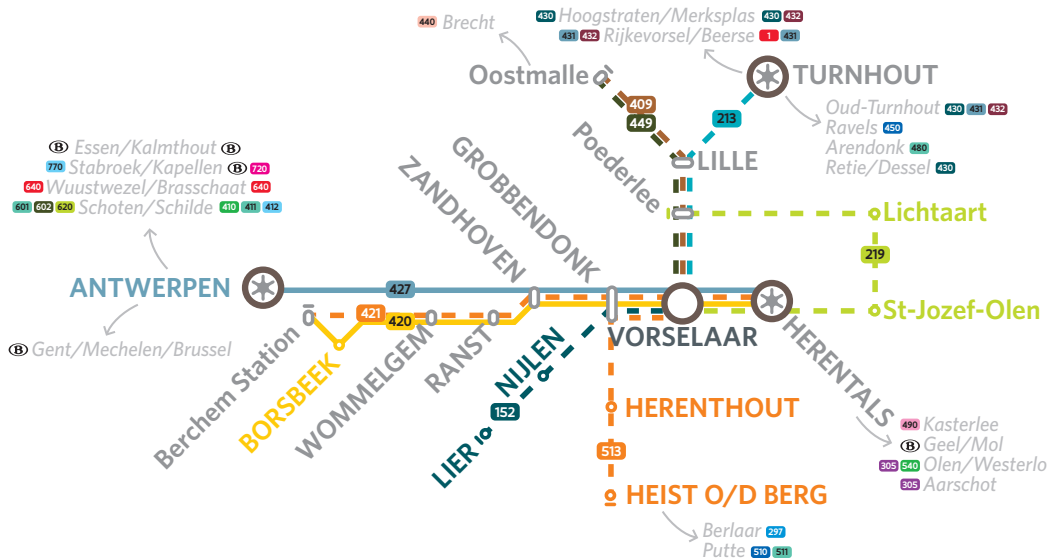 440 Brecht
430 Hoogstraten/Merksplas 430 432
431 432 Rijkevorsel/Beerse 1 431
Oostmalle
TURNHOUT
409
449
213
Oud-Turnhout 430 431 432
Ravels 450
Arendonk 480
Retie/Dessel 430
B Essen/Kalmthout B
770 Stabroek/Kapellen B 720
640 Wuustwezel/Brasschaat 640
601 602 620 Schoten/Schilde 410 411 412
Poederlee
LILLE
GROBBENDONK
ZANDHOVEN
Lichtaart
219
ANTWERPEN
427
421
420
St-Jozef-Olen
VORSELAAR
B Gent/Mechelen/Brussel
Berchem Station
BORSBEEK
WOMMELGEM
RANST
NIJLEN
HERENTALS
152
LIER
HERENTHOUT
513
HEIST O/D BERG
490 Kasterlee
B Geel/Mol
305 540 Olen/Westerlo
305 Aarschot
Berlaar 297
Putte 510 511